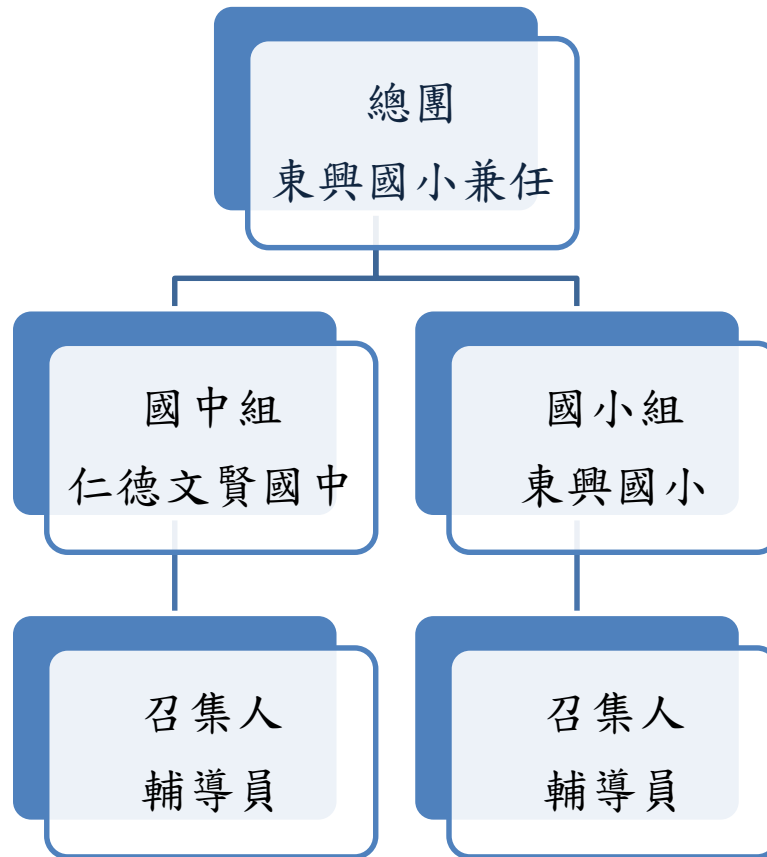 總團
東興國小兼任
國中組
仁德文賢國中
國小組
東興國小
召集人
輔導員
召集人
輔導員